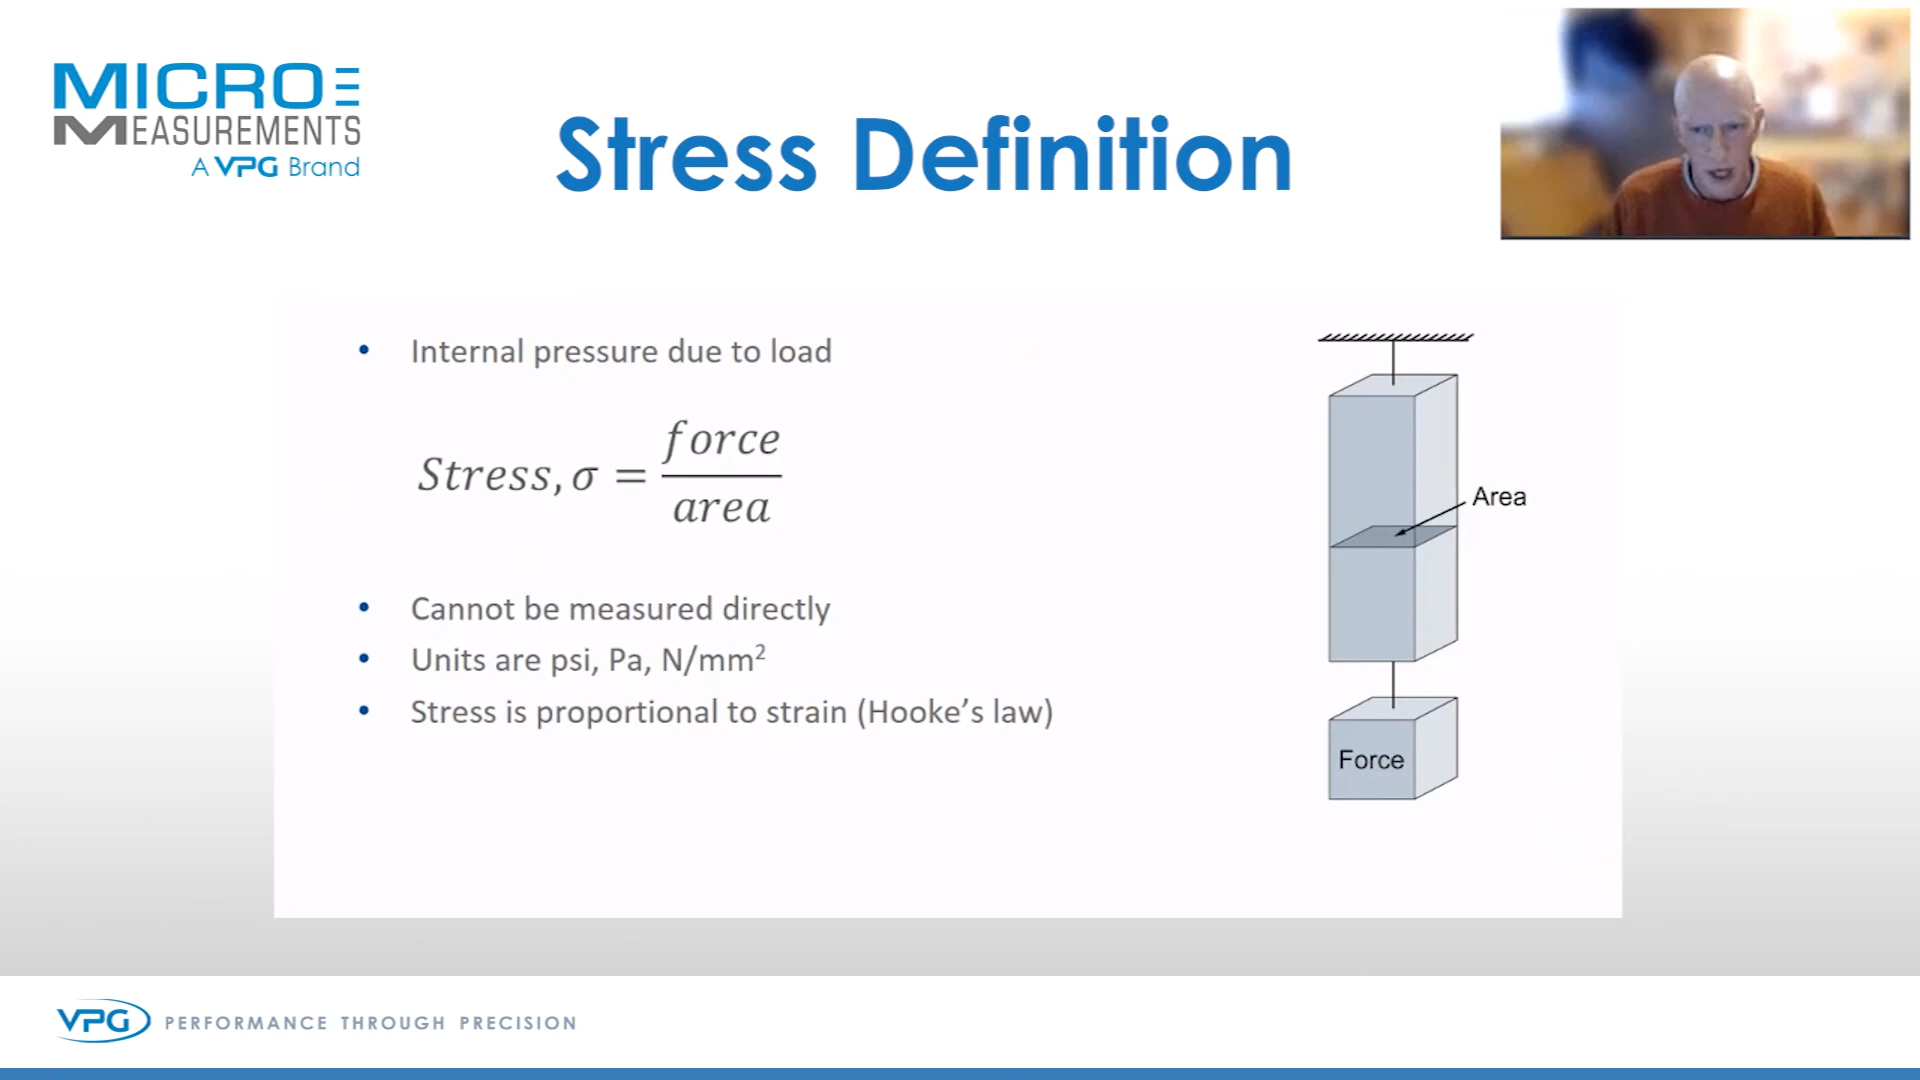 MICRO
MEASUREMENTS
A VPG Brand
Stress Definition
• Internal pressure due to load
Stress, σ = force / area
Area
• Cannot be measured directly
• Units are psi, Pa, N/mm²
• Stress is proportional to strain (Hooke’s law)
Force
VPG PERFORMANCE THROUGH PRECISION